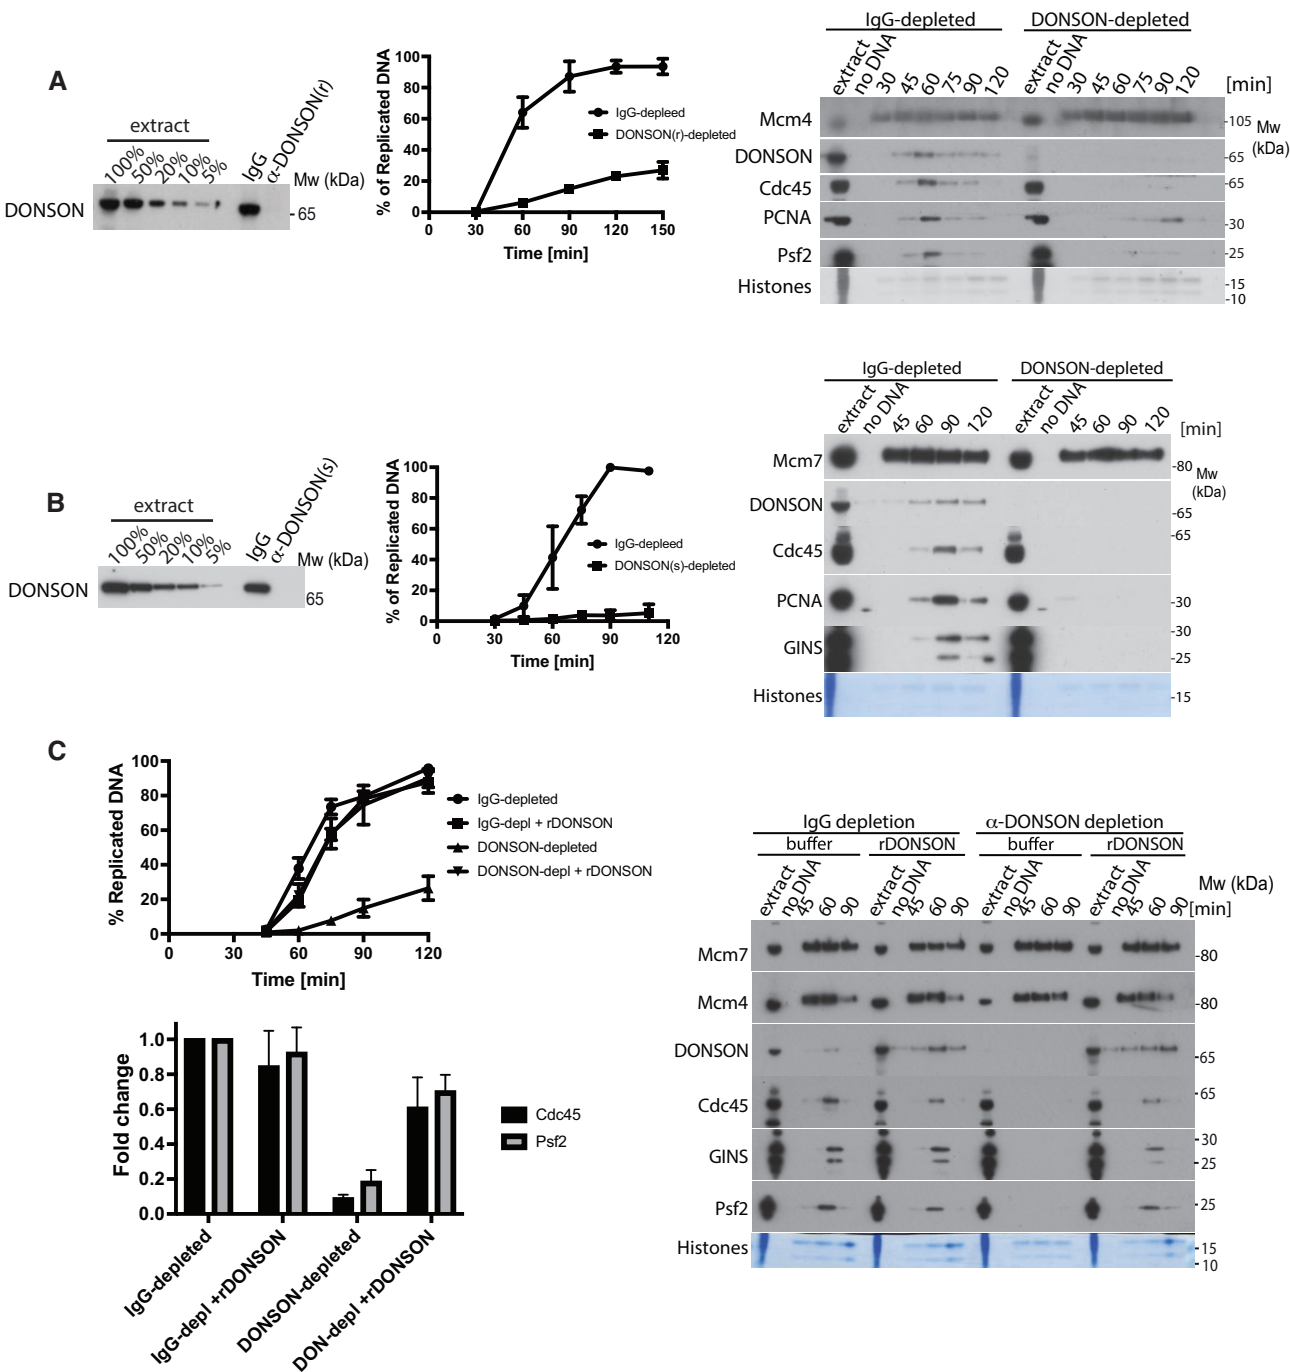 A
extract
100%
50%
20%
10%
5%
IgG
α-DONSON(r)
Mw (kDa)
DONSON
- 65
% of Replicated DNA
100
80
60
40
20
0
0 30 60 90 120 150
Time [min]
IgG-depleed
DONSON(r)-depleted
IgG-depleted DONSON-depleted
extract no DNA 30 45 60 75 90 120 extract no DNA 30 45 60 75 90 120 [min]
Mcm4 -105 Mw (kDa)
DONSON -65
Cdc45 -65
PCNA -30
Psf2 -25
Histones -15
-10
B
extract
100%
50%
20%
10%
5%
IgG
α-DONSON(s)
Mw (kDa)
DONSON
65
% of Replicated DNA
100
80
60
40
20
0
0 30 60 90 120
Time [min]
IgG-depleed
DONSON(s)-depleted
IgG-depleted DONSON-depleted
extract no DNA 45 60 90 120 extract no DNA 45 60 90 120 [min]
Mcm7 -80 Mw (kDa)
DONSON -65
-65
Cdc45
PCNA -30
-30
GINS
-25
Histones -15
C
% Replicated DNA
100
80
60
40
20
0
0 30 60 90 120
Time [min]
IgG-depleted
IgG-depl + rDONSON
DONSON-depleted
DONSON-depl + rDONSON
Fold change
1.0
0.8
0.6
0.4
0.2
0.0
IgG-depleted
IgG-depl +rDONSON
DONSON-depleted
DON-depl +rDONSON
Cdc45
Psf2
IgG depletion α-DONSON depletion
buffer rDONSON buffer rDONSON
extract no DNA 45 60 90 extract no DNA 45 60 90 extract no DNA 45 60 90 extract no DNA 45 60 90 Mw (kDa)
[min]
Mcm7 -80
Mcm4 -80
DONSON -65
-65
Cdc45
- 30
GINS
- 25
Psf2 -25
Histones - 15
- 10